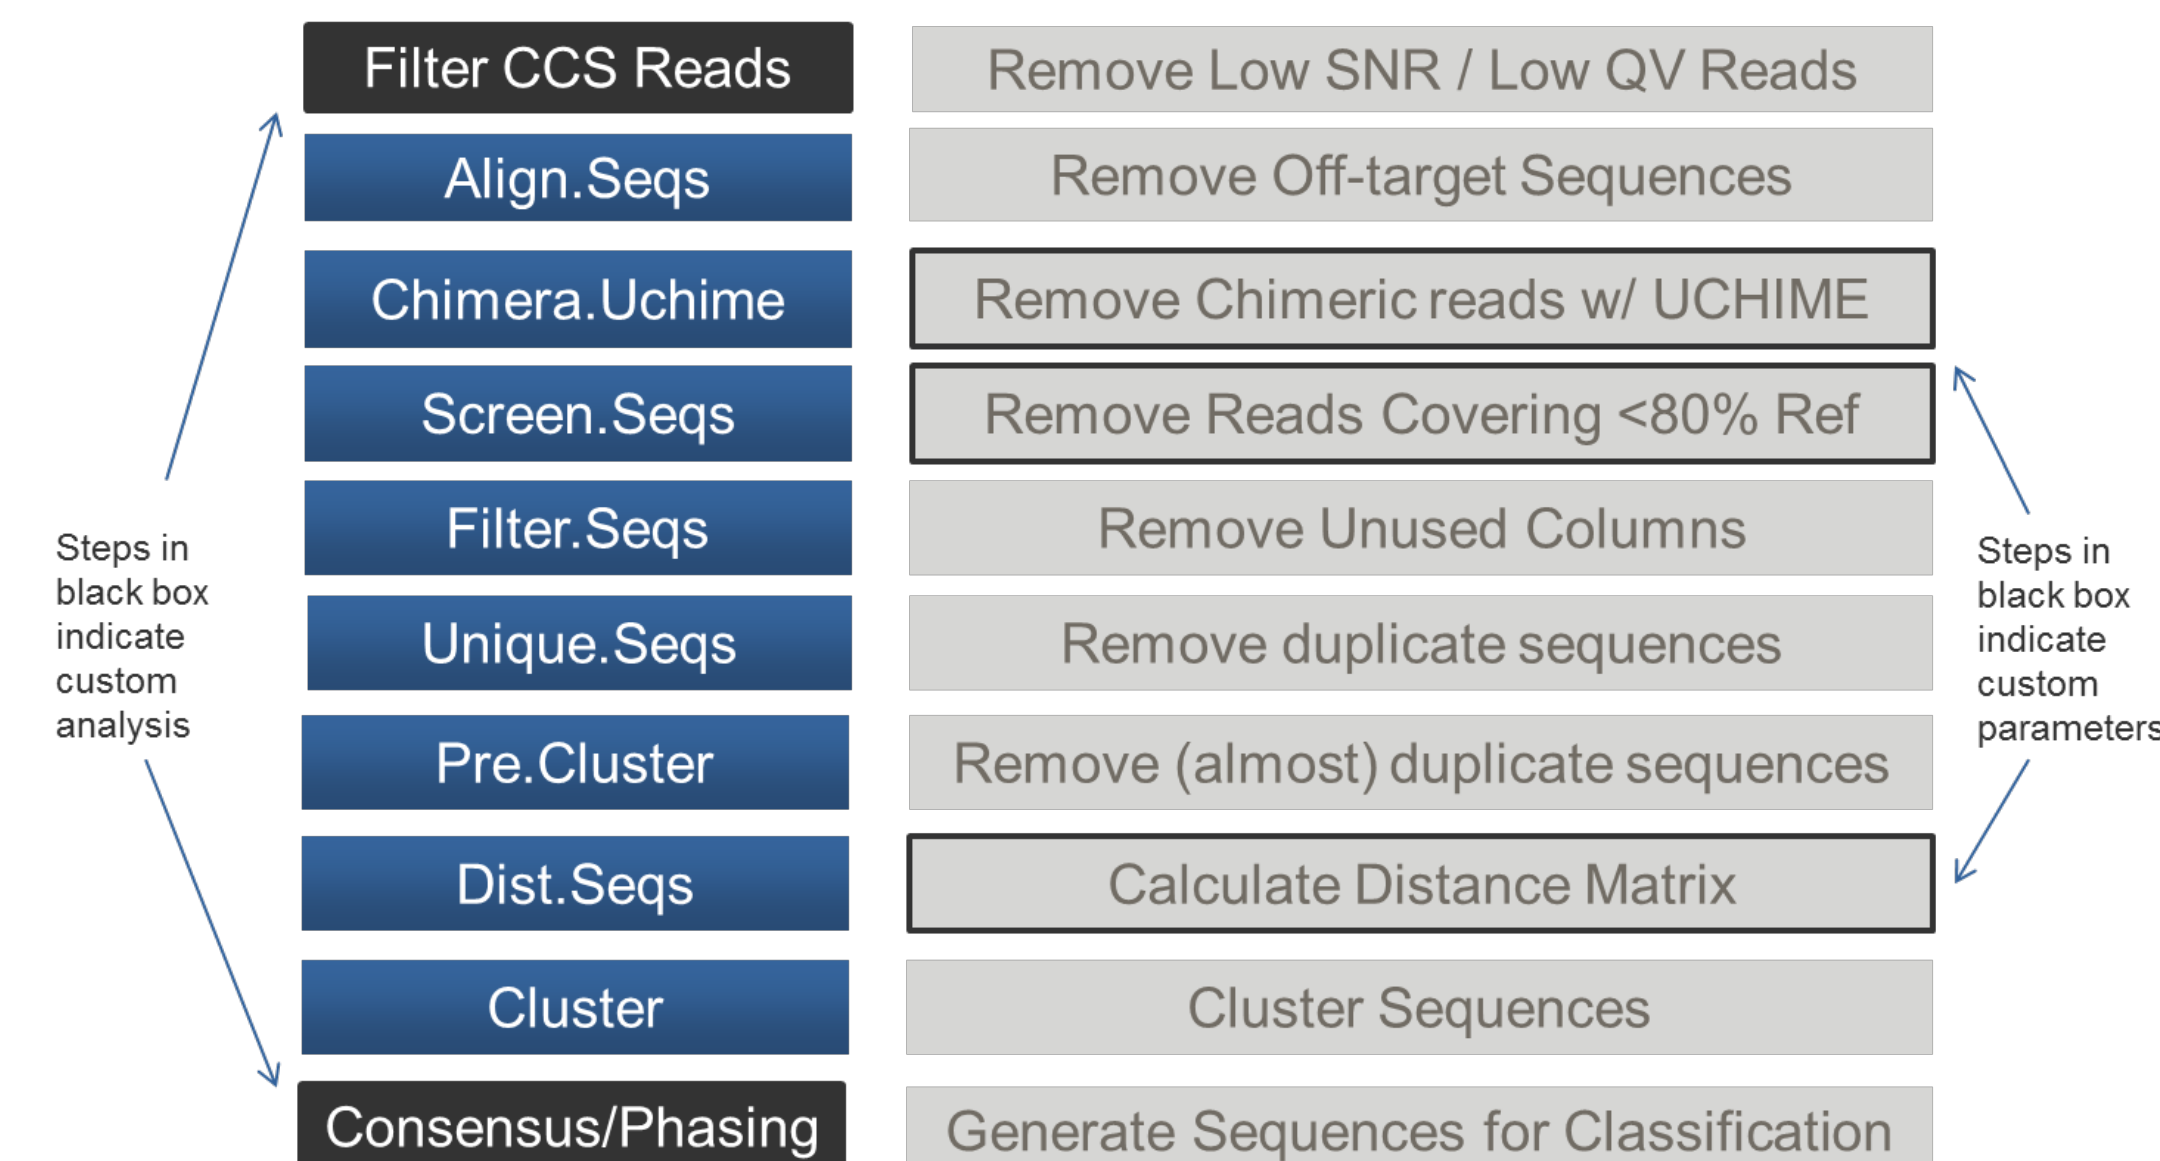 Filter CCS Reads
Remove Low SNR / Low QV Reads
Align.Seqs
Remove Off-target Sequences
Chimera.Uchime
Remove Chimeric reads w/ UCHIME
Screen.Seqs
Remove Reads Covering <80% Ref
Filter.Seqs
Remove Unused Columns
Unique.Seqs
Remove duplicate sequences
Pre.Cluster
Remove (almost) duplicate sequences
Dist.Seqs
Calculate Distance Matrix
Cluster
Cluster Sequences
Consensus/Phasing
Generate Sequences for Classification
Steps in
black box
indicate
custom
analysis
Steps in
black box
indicate
custom
parameters